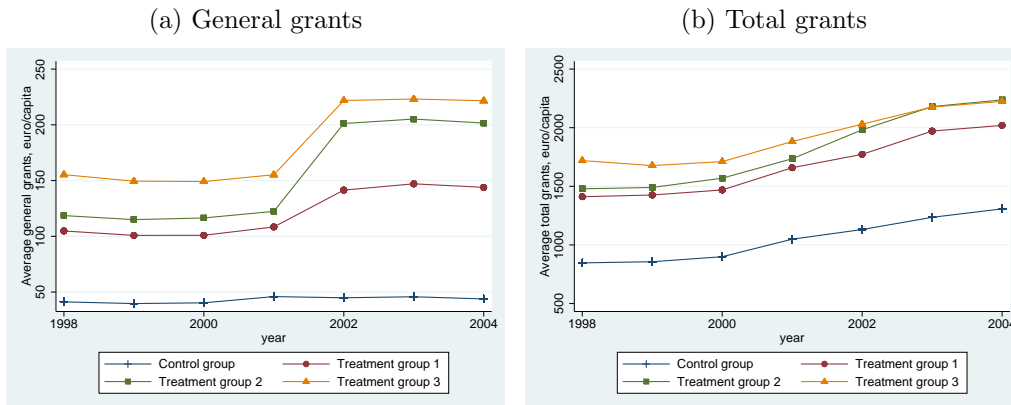 (a) General grants
Average general grants, euro/capita
250
200
150
100
50
1998
2000
2002
2004
year
Control group
Treatment group 1
Treatment group 2
Treatment group 3
(b) Total grants
Average total grants, euro/capita
2500
2000
1500
1000
500
1998
2000
2002
2004
year
Control group
Treatment group 1
Treatment group 2
Treatment group 3